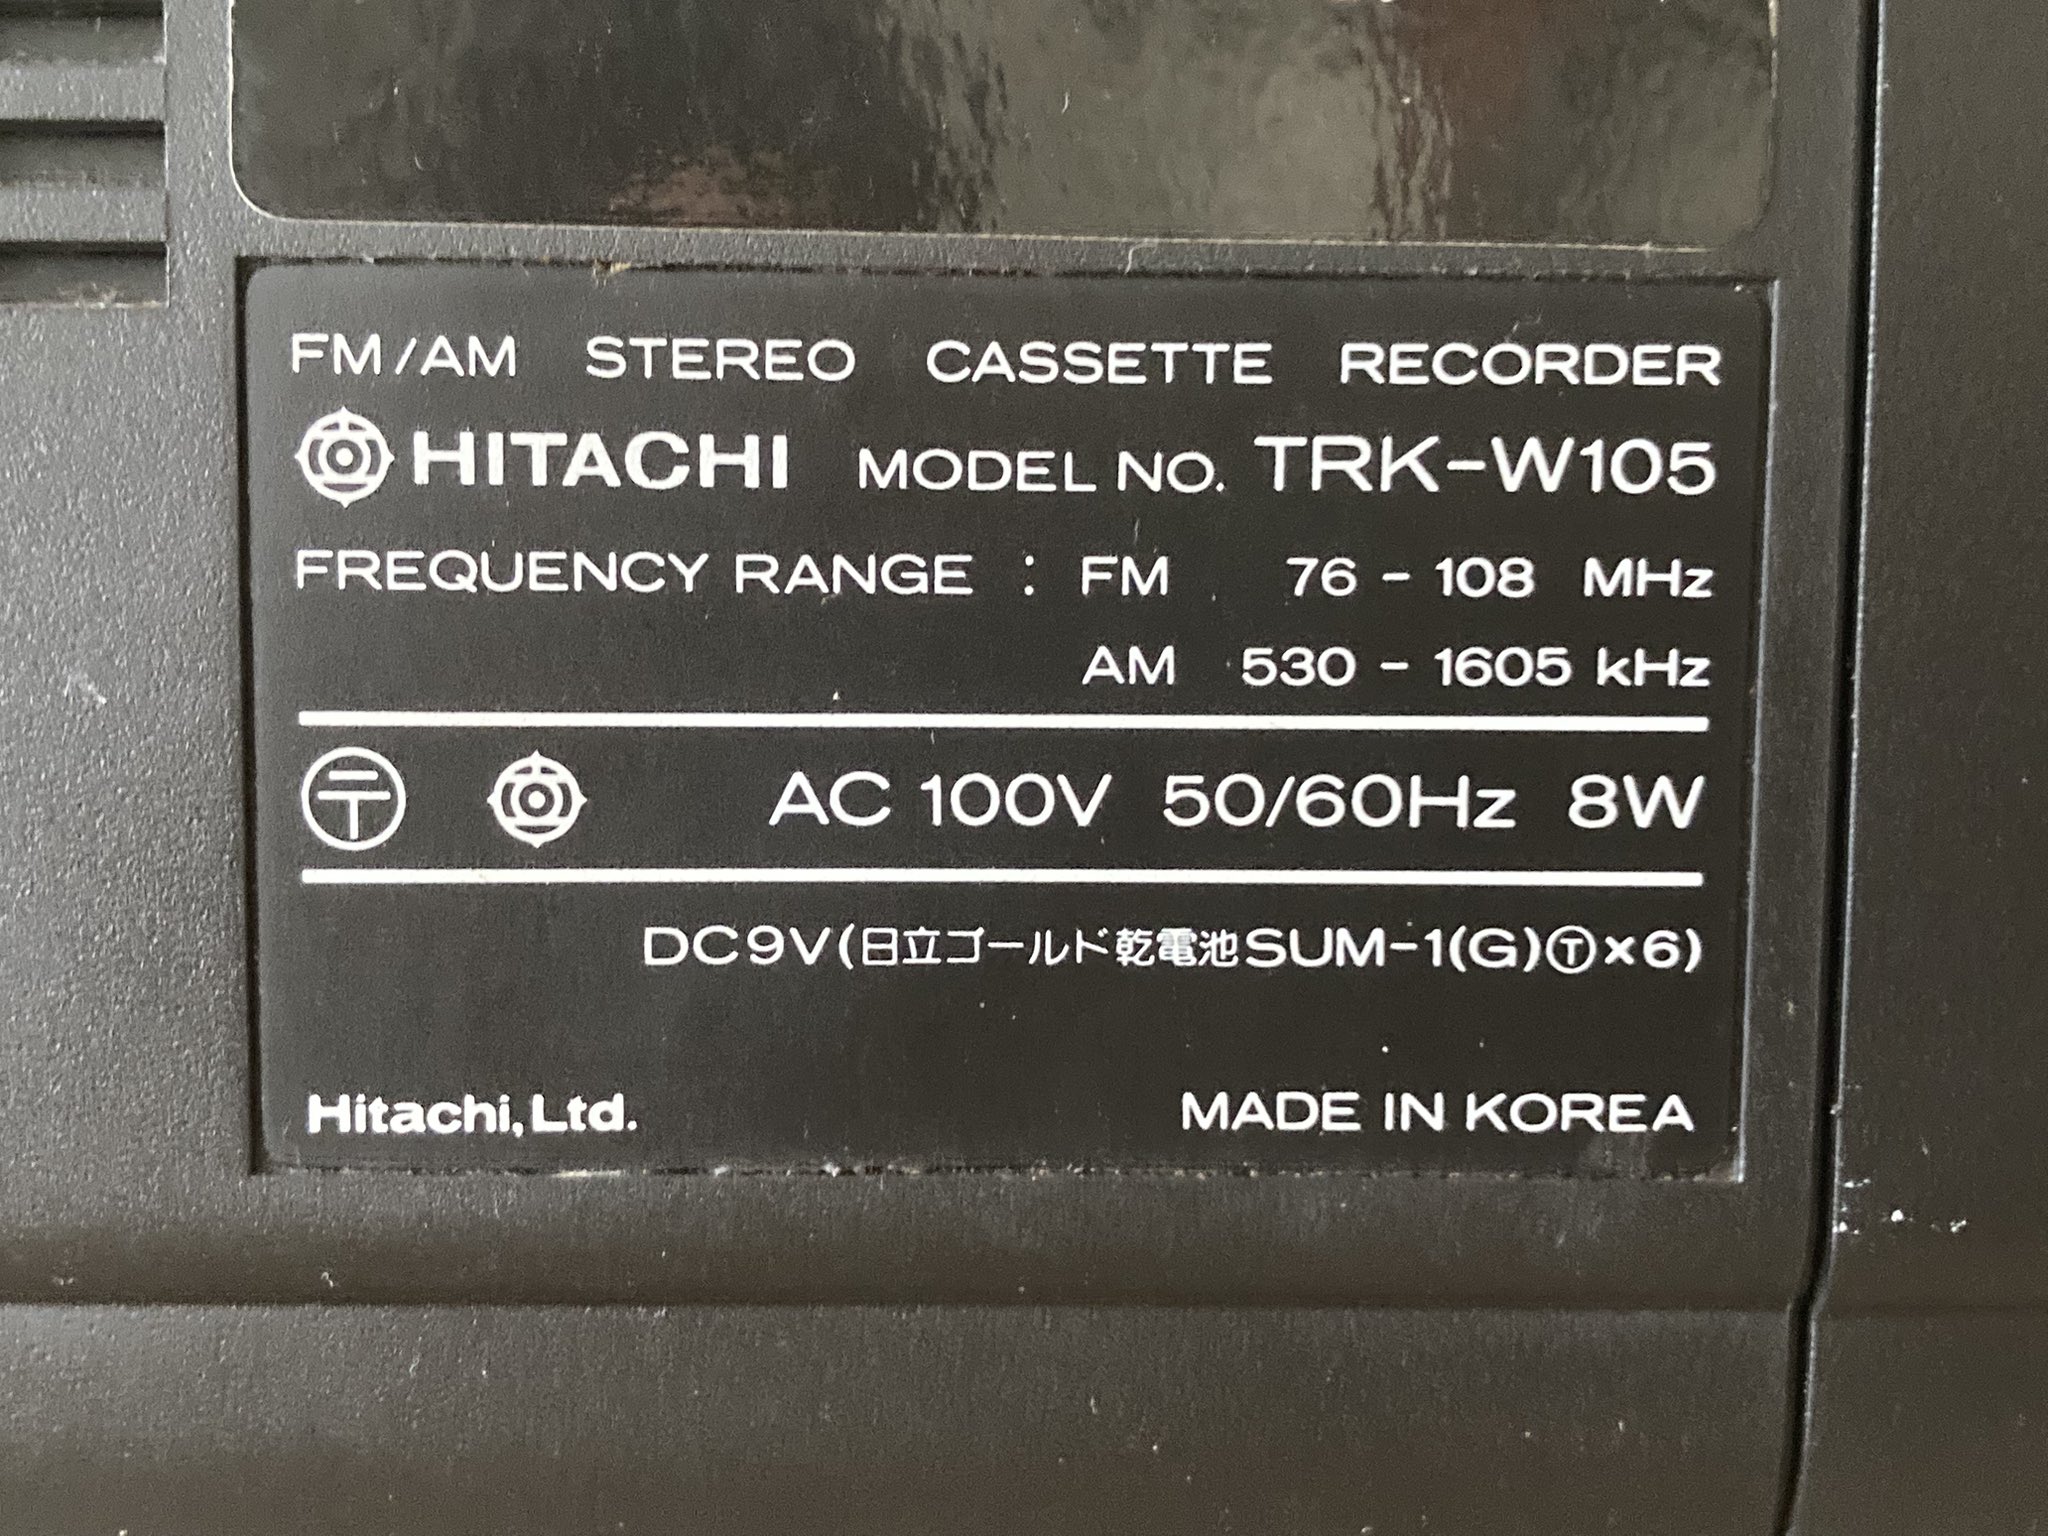 FM/AM STEREO CASSETTE RECORDER
HITACHI MODEL NO. TRK-W105
FREQUENCY RANGE : FM 76 - 108 MHz
AM 530 - 1605 kHz
〒 AC 100V 50/60Hz 8W
DC9V(日立ゴールド乾電池SUM-1(G)Ⓣ×6)
Hitachi,Ltd. MADE IN KOREA